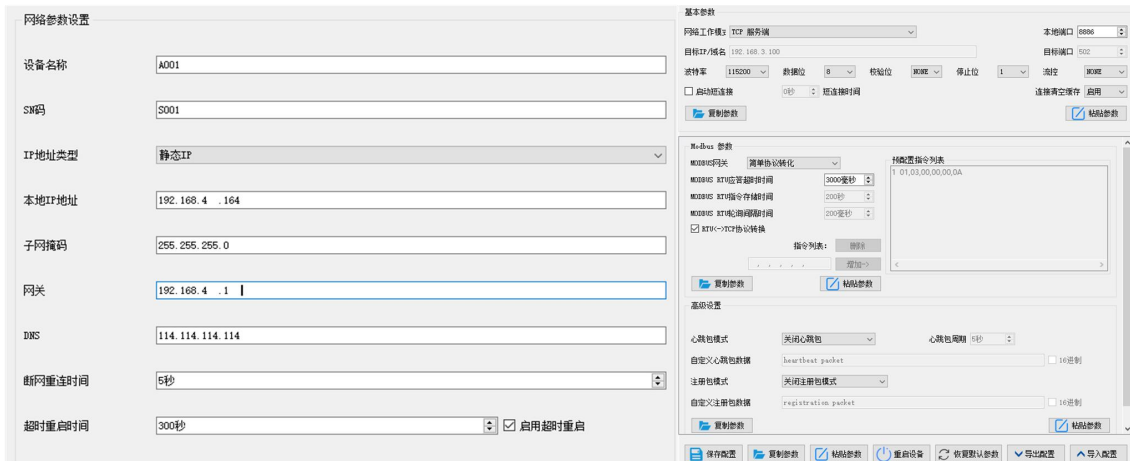 网络参数设置
设备名称 A001
SN码 S001
IP地址类型 静态IP
本地IP地址 192.168.4 .164
子网掩码 255.255.255.0
网关 192.168.4 .1
DNS 114.114.114.114
断网重连时间 5秒
超时重启时间 300秒 启用超时重启
基本参数
网络工作模: TCP 服务端 本地端口 8886
目标IP/域名 192.168.3.100 目标端口 502
波特率 115200 数据位 8 校验位 NONE 停止位 1 流控 NONE
启动短连接 0秒 短连接时间 连接清空缓存 启用
复制参数 粘贴参数
Modbus 参数
MODBUS网关 简单协议转化
MODBUS RTU应答超时时间 3000毫秒
MODBUS RTU指令存储时间 200秒
MODBUS RTU轮询间隔时间 200毫秒
RTU<->TCP协议转换
指令列表: 删除
, , , , , 增加->
复制参数 粘贴参数
预配置指令列表
1 01,03,00,00,00,0A
高级设置
心跳包模式 关闭心跳包 心跳包周期 5秒
自定义心跳包数据 heartbeat packet 16进制
注册包模式 关闭注册包模式
自定义注册包数据 registration packet 16进制
复制参数 粘贴参数
保存配置 复制参数 粘贴参数 重启设备 恢复默认参数 导出配置 导入配置